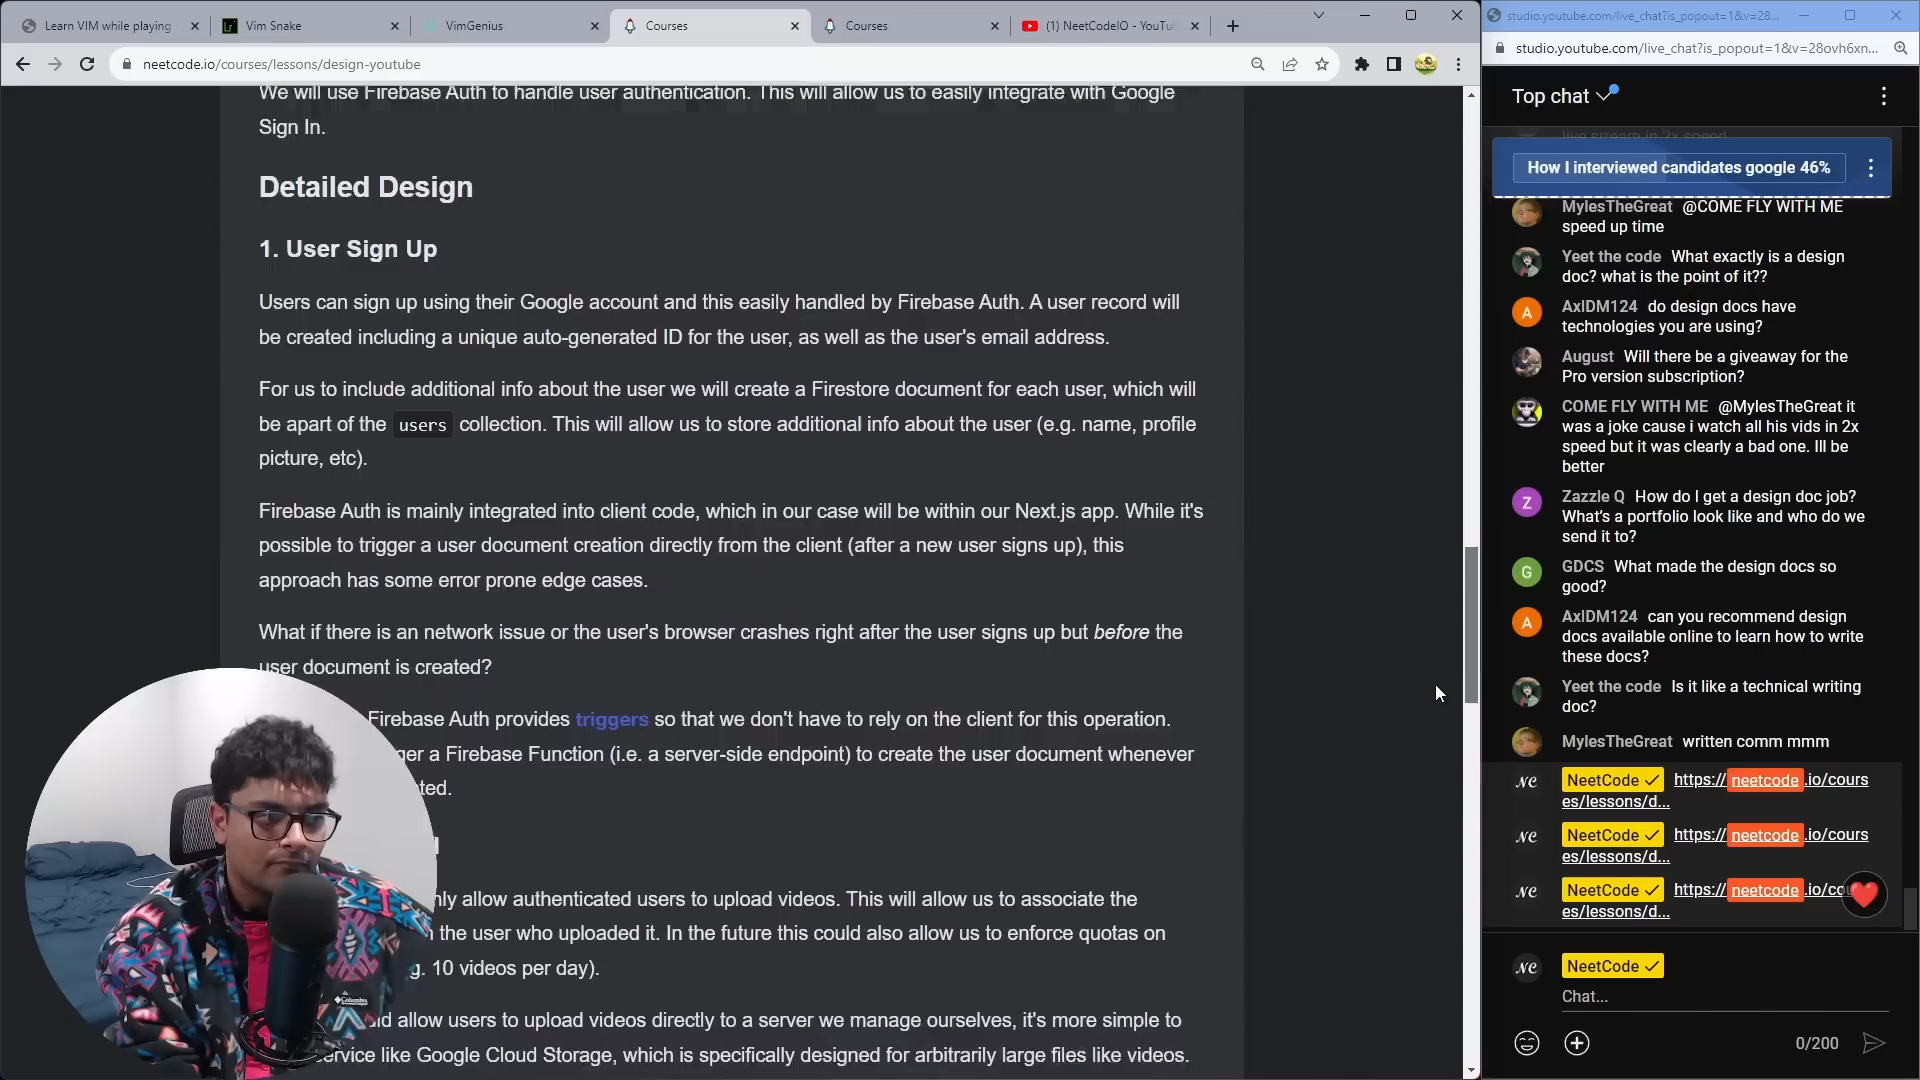 Learn VIM while playing
Vim Snake
VimGenius
Courses
Courses
(1) NeetCodeIO - YouTu
neetcode.io/courses/lessons/design-youtube
We will use Firebase Auth to handle user authentication. This will allow us to easily integrate with Google
Sign In.
Detailed Design
1. User Sign Up
Users can sign up using their Google account and this easily handled by Firebase Auth. A user record will
be created including a unique auto-generated ID for the user, as well as the user's email address.
For us to include additional info about the user we will create a Firestore document for each user, which will
be apart of the users collection. This will allow us to store additional info about the user (e.g. name, profile
picture, etc).
Firebase Auth is mainly integrated into client code, which in our case will be within our Next.js app. While it's
possible to trigger a user document creation directly from the client (after a new user signs up), this
approach has some error prone edge cases.
What if there is an network issue or the user's browser crashes right after the user signs up but before the
user document is created?
Firebase Auth provides triggers so that we don't have to rely on the client for this operation.
ger a Firebase Function (i.e. a server-side endpoint) to create the user document whenever
ted.
nly allow authenticated users to upload videos. This will allow us to associate the
the user who uploaded it. In the future this could also allow us to enforce quotas on
g. 10 videos per day).
ld allow users to upload videos directly to a server we manage ourselves, it's more simple to
ervice like Google Cloud Storage, which is specifically designed for arbitrarily large files like videos.
Columbia
studio.youtube.com/live_chat?is_popout=1&v=28...
studio.youtube.com/live_chat?is_popout=1&v=28ovh6xn...
Top chat
live stream in 2x speed
How I interviewed candidates google 46%
MylesTheGreat @COME FLY WITH ME
speed up time
Yeet the code What exactly is a design
doc? what is the point of it??
AxlDM124 do design docs have
technologies you are using?
August Will there be a giveaway for the
Pro version subscription?
COME FLY WITH ME @MylesTheGreat it
was a joke cause i watch all his vids in 2x
speed but it was clearly a bad one. Ill be
better
Zazzle Q How do I get a design doc job?
What's a portfolio look like and who do we
send it to?
GDCS What made the design docs so
good?
AxlDM124 can you recommend design
docs available online to learn how to write
these docs?
Yeet the code Is it like a technical writing
doc?
MylesTheGreat written comm mmm
NeetCode https://neetcode.io/cours
es/lessons/d...
NeetCode https://neetcode.io/cours
es/lessons/d...
NeetCode https://neetcode.io/co
es/lessons/d...
NeetCode
Chat...
0/200